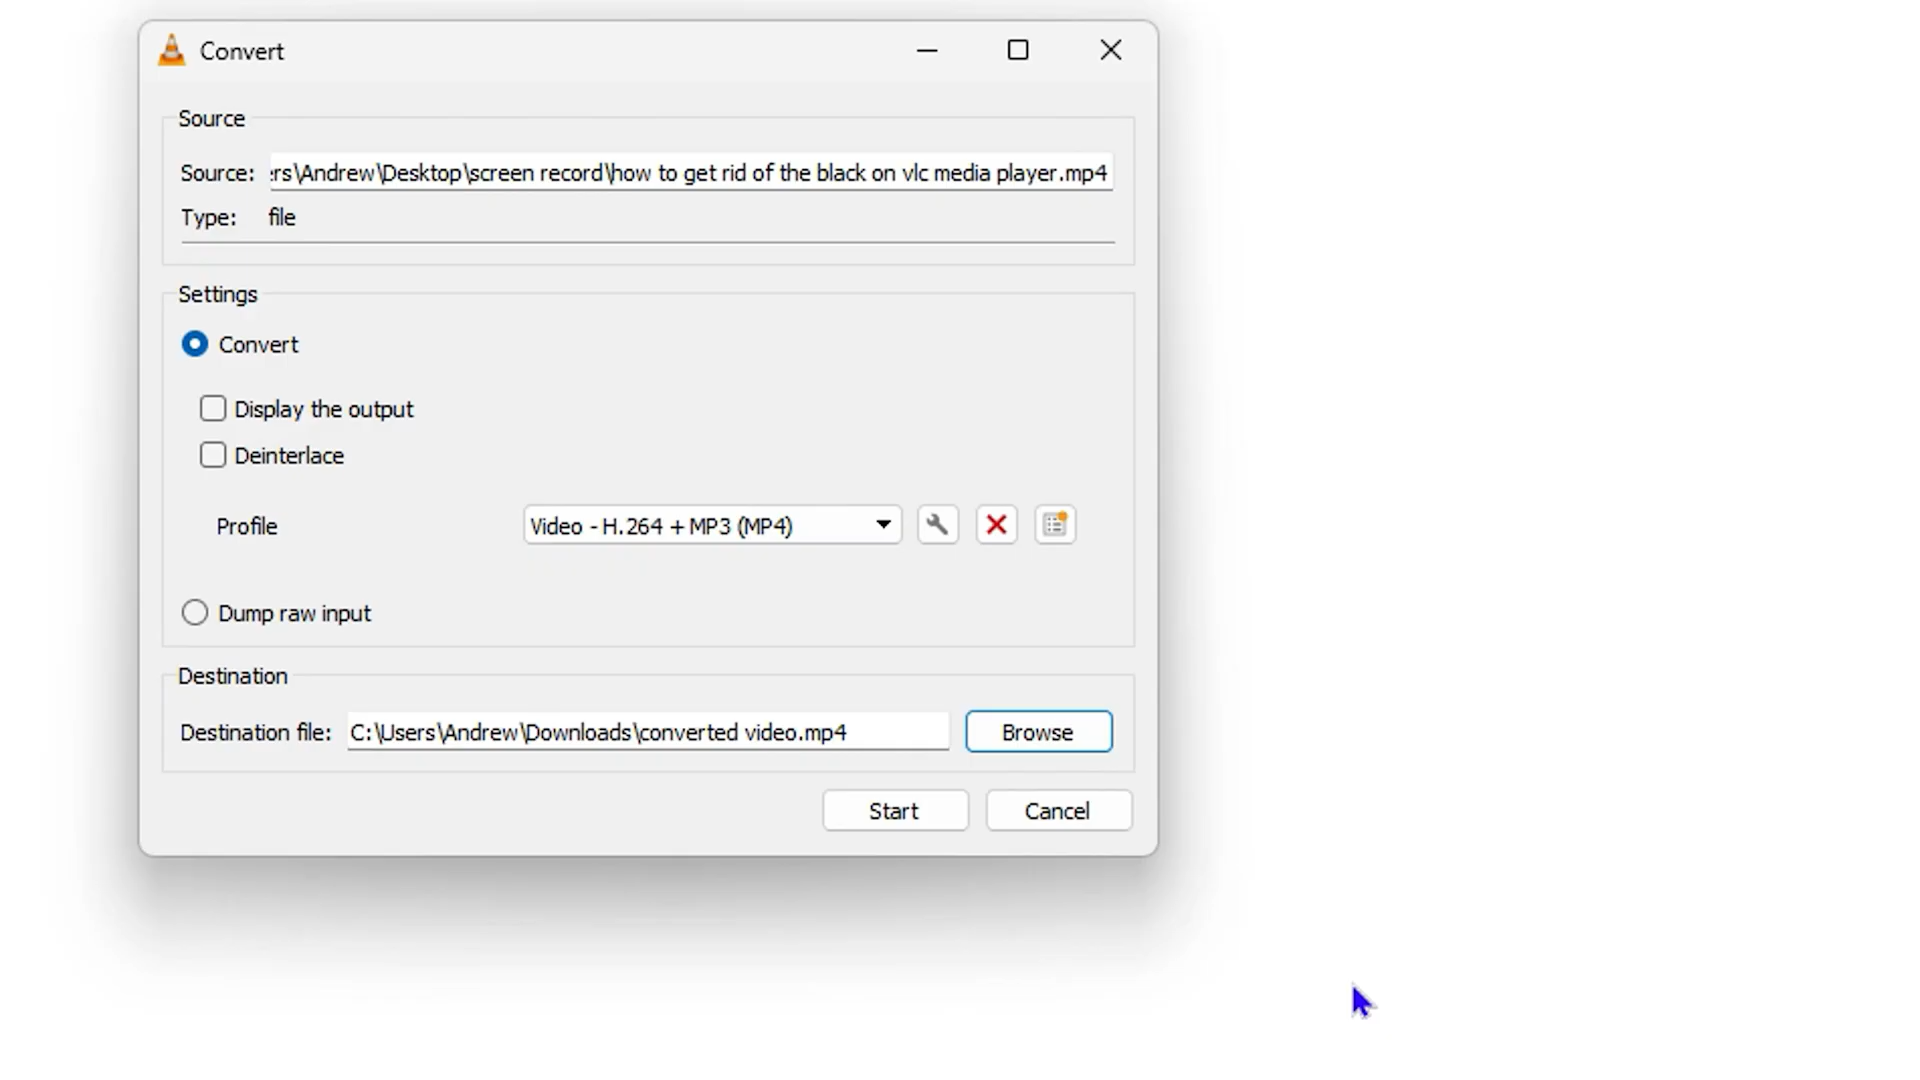 Convert
Source
Source: rs\Andrew\Desktop\screen record\how to get rid of the black on vlc media player.mp4
Type: file
Settings
Convert
Display the output
Deinterlace
Profile Video - H.264 + MP3 (MP4)
Dump raw input
Destination
Destination file: C:\Users\Andrew\Downloads\converted video.mp4 Browse
Start Cancel